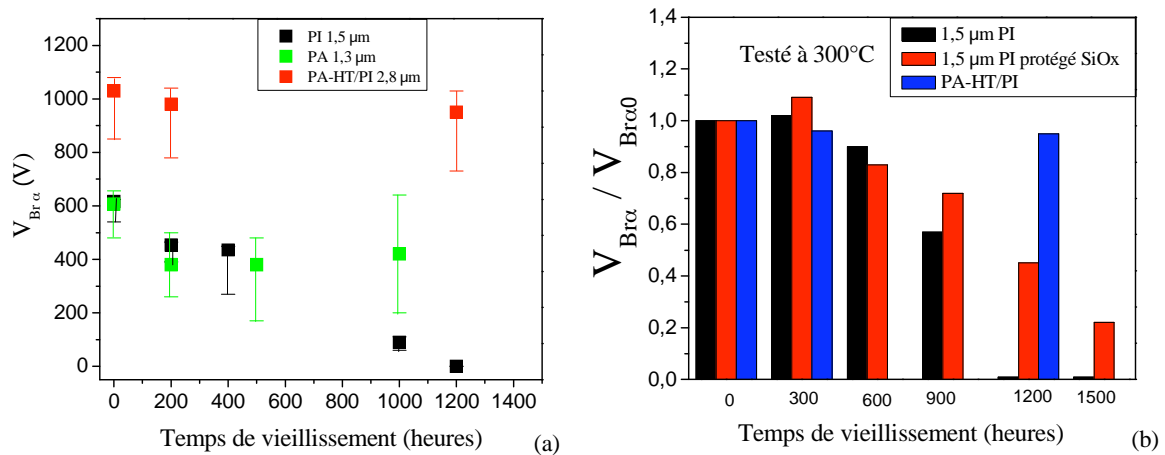 PI 1,5 µm
PA 1,3 µm
PA-HT/PI 2,8 µm
V Br α (V)
1200
1000
800
600
400
200
0
0 200 400 600 800 1000 1200 1400
Temps de vieillissement (heures)
(a)
Testé à 300°C
1,5 µm PI
1,5 µm PI protégé SiOx
PA-HT/PI
VBrα / VBrα0
1,4
1,2
1,0
0,8
0,6
0,4
0,2
0,0
0 300 600 900 1200 1500
Temps de vieillissement (heures)
(b)